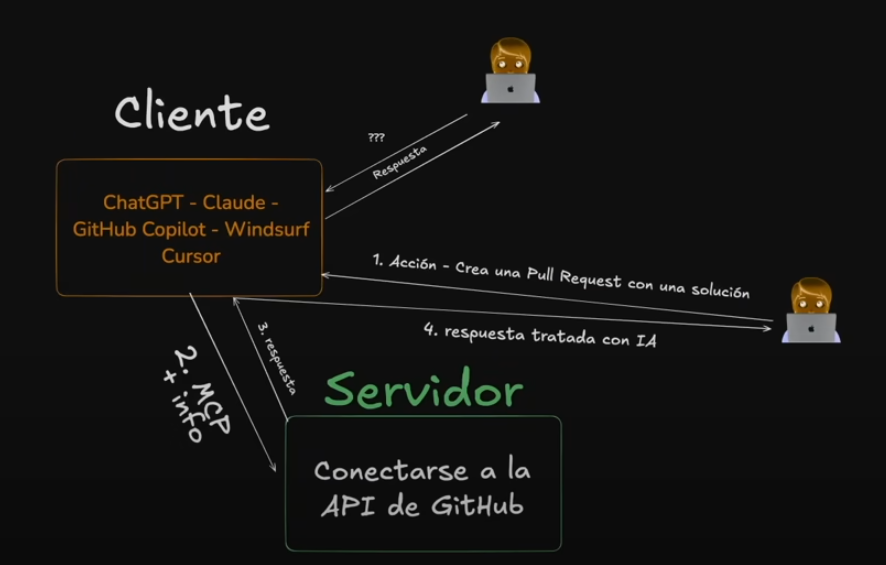 Cliente
???
Respuesta
ChatGPT - Claude -
GitHub Copilot - Windsurf
Cursor
1. Acción - Crea una Pull Request con una solución
4. respuesta tratada con IA
3. respuesta
2. MCP
+ info
Servidor
Conectarse a la
API de GitHub